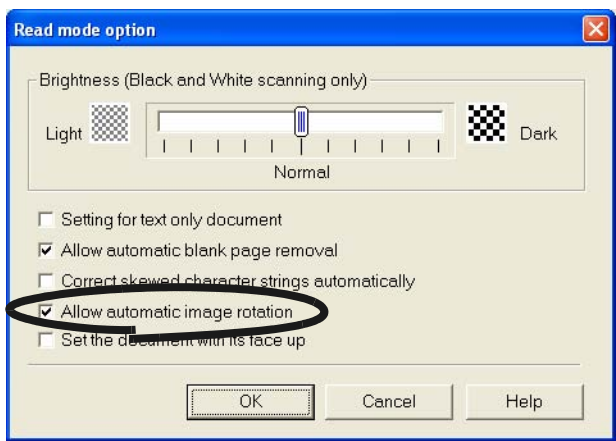 Read mode option
Brightness (Black and White scanning only)
Light
Dark
Normal
Setting for text only document
Allow automatic blank page removal
Correct skewed character strings automatically
Allow automatic image rotation
Set the document with its face up
OK Cancel Help